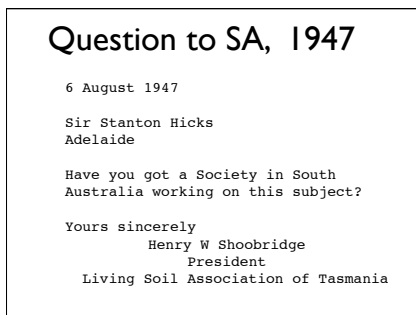 Question to SA, 1947
6 August 1947
Sir Stanton Hicks
Adelaide
Have you got a Society in South
Australia working on this subject?
Yours sincerely
Henry W Shoobridge
President
Living Soil Association of Tasmania